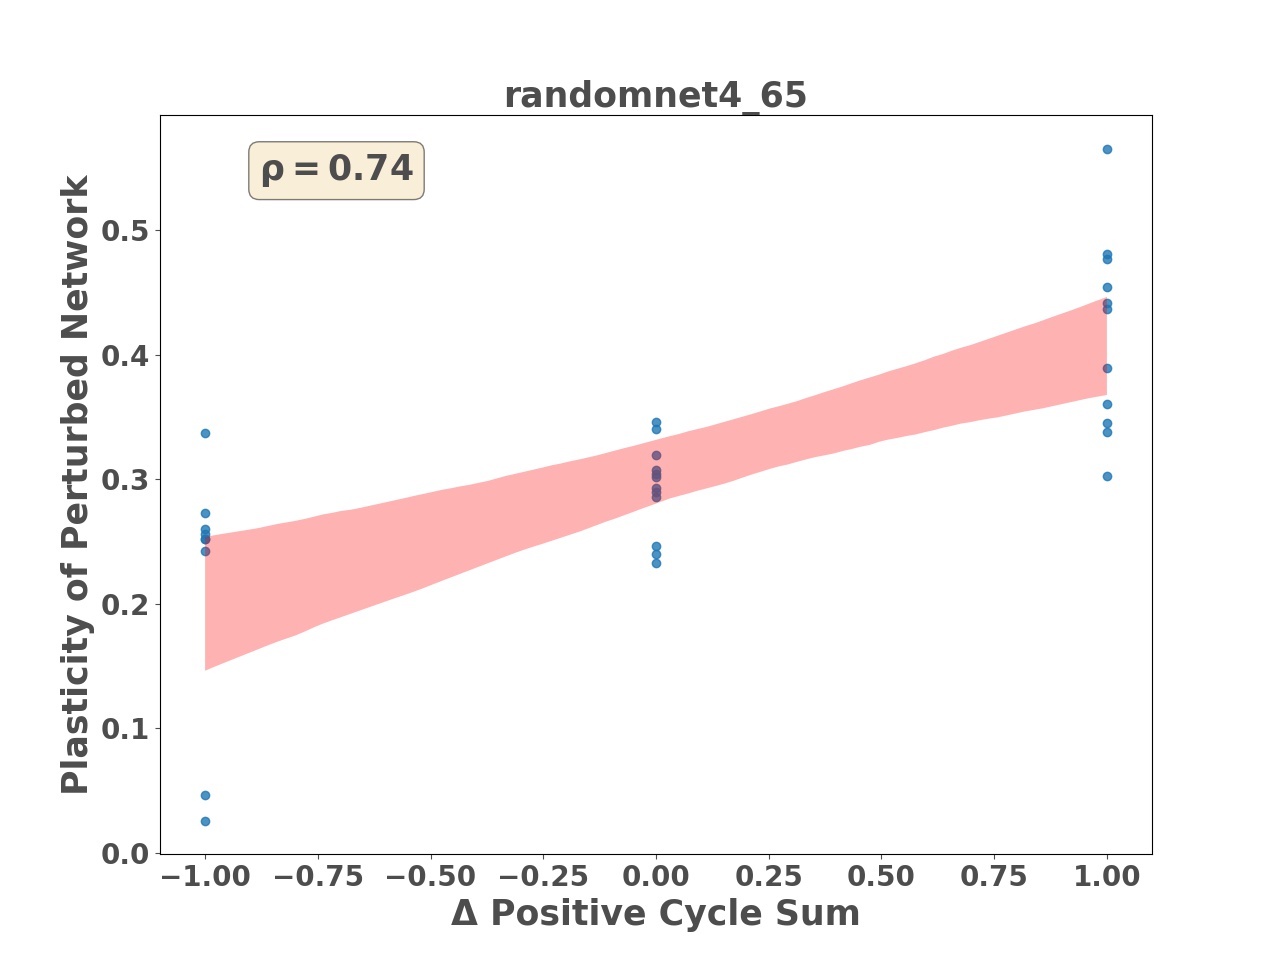 randomnet4_65
ρ = 0.74
Plasticity of Perturbed Network
0.5
0.4
0.3
0.2
0.1
0.0
−1.00 −0.75 −0.50 −0.25 0.00 0.25 0.50 0.75 1.00
Δ Positive Cycle Sum